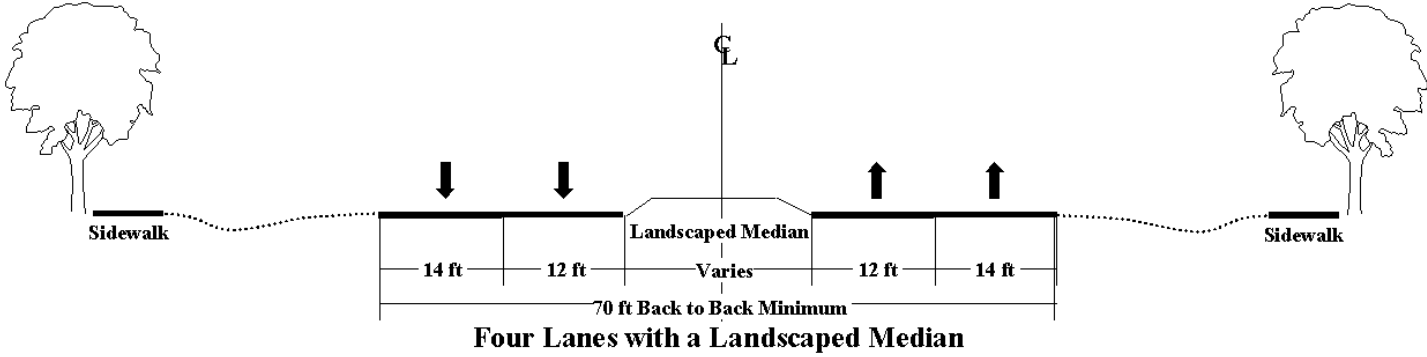 CL
Sidewalk
Landscaped Median
Sidewalk
14 ft
12 ft
Varies
12 ft
14 ft
70 ft Back to Back Minimum
Four Lanes with a Landscaped Median